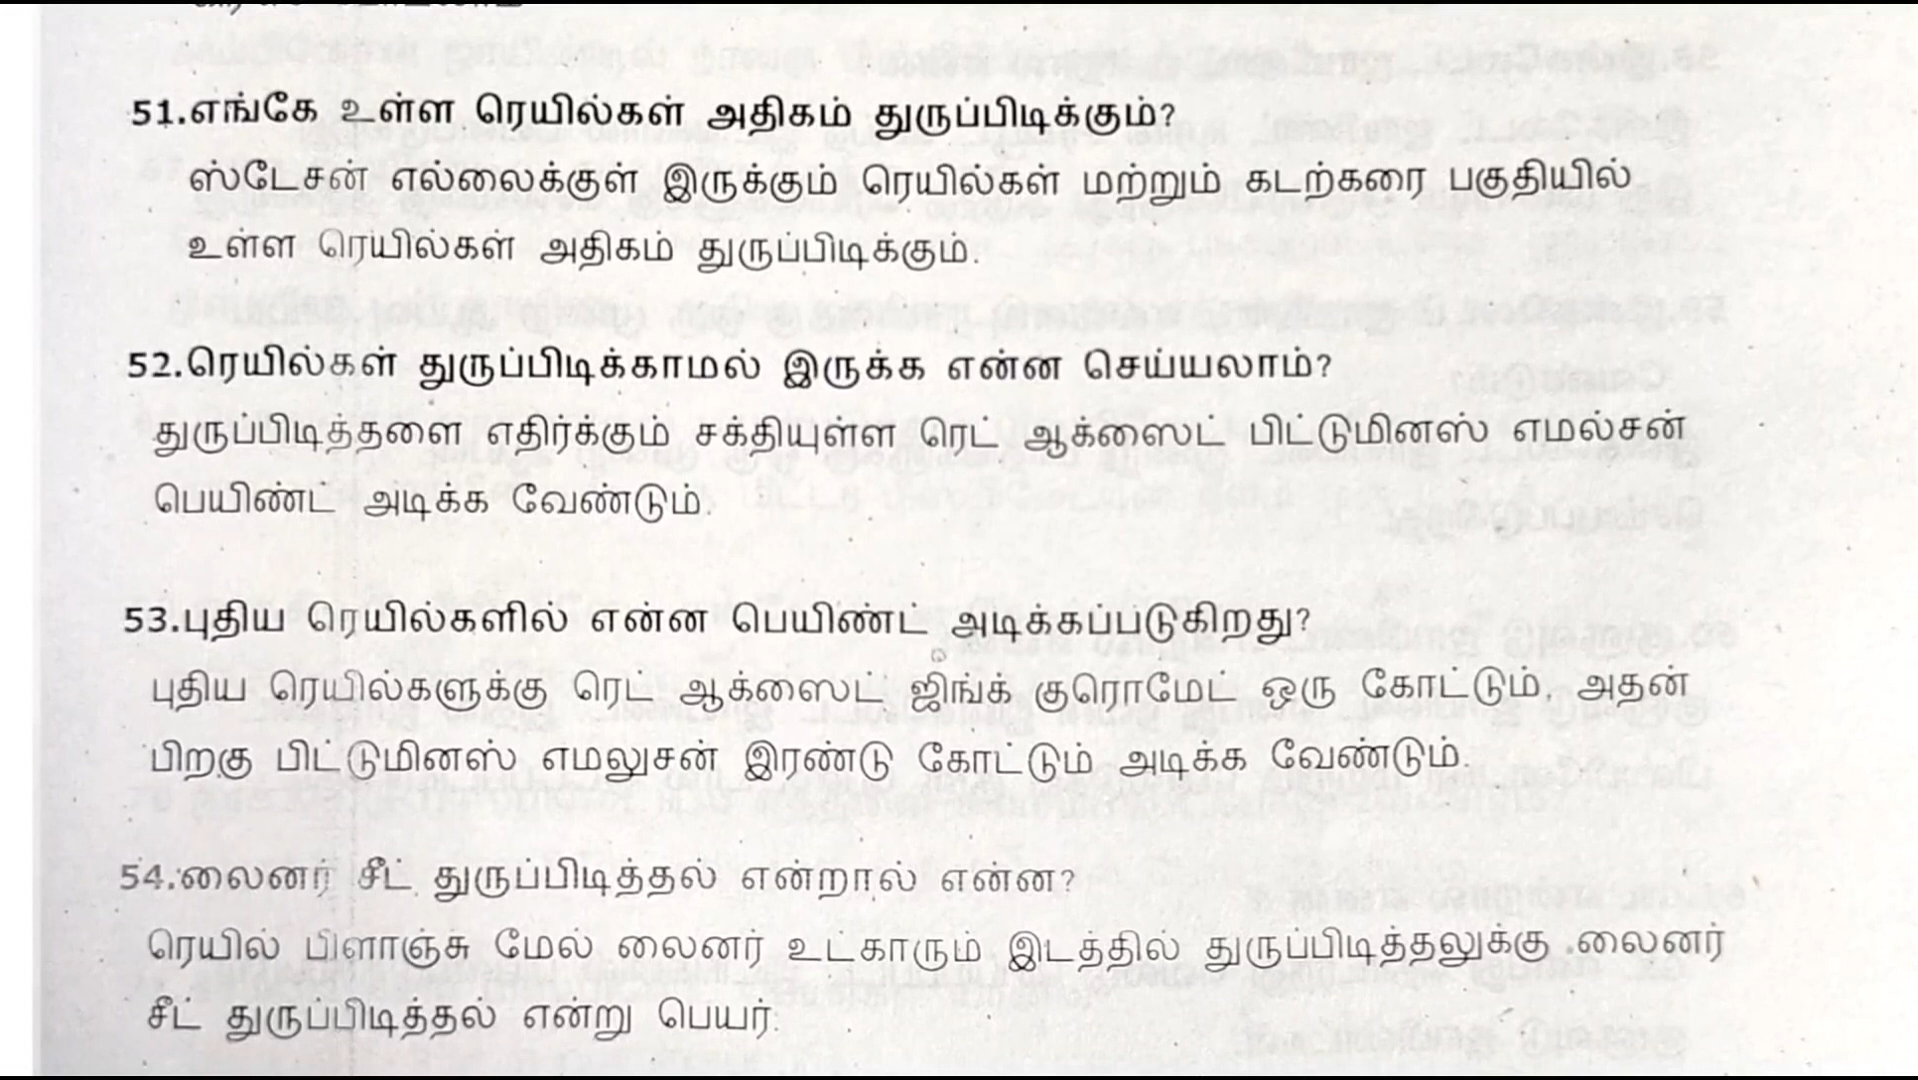 51.எங்கே உள்ள ரெயில்கள் அதிகம் துருப்பிடிக்கும்?
ஸ்டேசன் எல்லைக்குள் இருக்கும் ரெயில்கள் மற்றும் கடற்கரை பகுதியில்
உள்ள ரெயில்கள் அதிகம் துருப்பிடிக்கும்.
52.ரெயில்கள் துருப்பிடிக்காமல் இருக்க என்ன செய்யலாம்?
துருப்பிடித்தளை எதிர்க்கும் சக்தியுள்ள ரெட் ஆக்ஸைட் பிட்டுமினஸ் எமல்சன்
பெயிண்ட் அடிக்க வேண்டும்.
53.புதிய ரெயில்களில் என்ன பெயிண்ட் அடிக்கப்படுகிறது?
புதிய ரெயில்களுக்கு ரெட் ஆக்ஸைட் ஜிங்க் குரொமேட் ஒரு கோட்டும், அதன்
பிறகு பிட்டுமினஸ் எமலுசன் இரண்டு கோட்டும் அடிக்க வேண்டும்.
54.லைனர் சீட் துருப்பிடித்தல் என்றால் என்ன?
ரெயில் பிளாஞ்சு மேல் லைனர் உட்காரும் இடத்தில் துருப்பிடித்தலுக்கு லைனர்
சீட் துருப்பிடித்தல் என்று பெயர்.